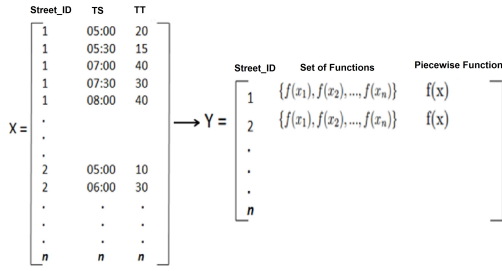 Street_ID TS TT
1 05:00 20
1 05:30 15
1 07:00 40
1 07:30 30
1 08:00 40
.
X = .
.
2 05:00 10
2 06:00 30
. . .
. . .
. . .
n n n
Street_ID Set of Functions Piecewise Function
1 {f(x₁), f(x₂), ..., f(xₙ)} f(x)
Y = 2 {f(x₁), f(x₂), ..., f(xₙ)} f(x)
.
.
.
n